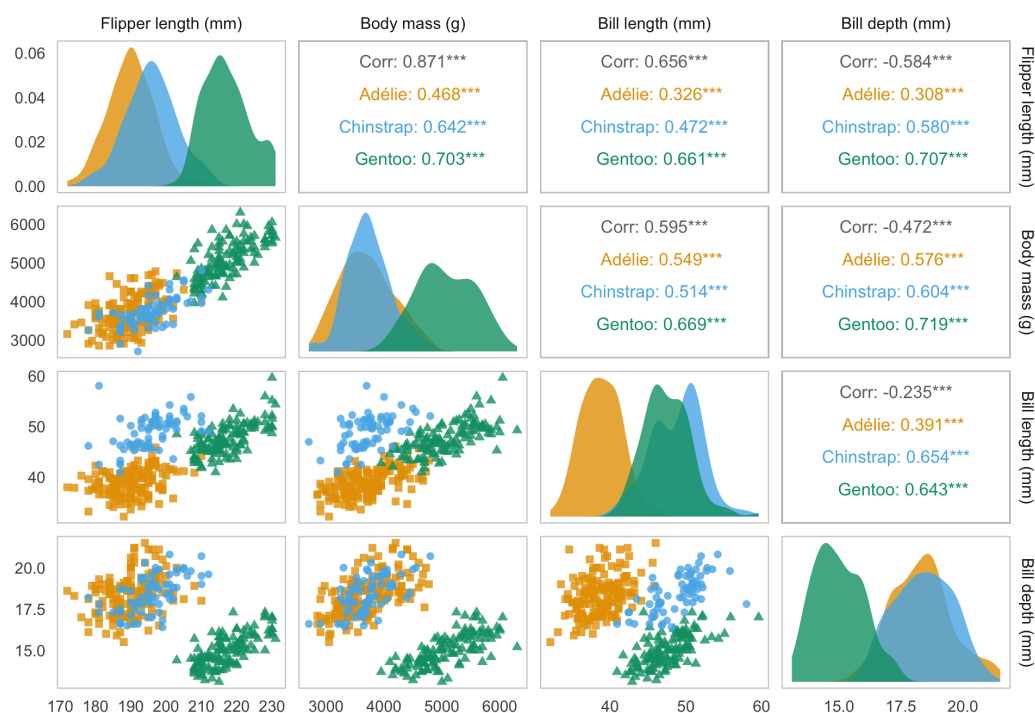 Flipper length (mm)
Body mass (g)
Bill length (mm)
Bill depth (mm)
0.06
0.04
0.02
0.00
Corr: 0.871***
Adélie: 0.468***
Chinstrap: 0.642***
Gentoo: 0.703***
Corr: 0.656***
Adélie: 0.326***
Chinstrap: 0.472***
Gentoo: 0.661***
Corr: -0.584***
Adélie: 0.308***
Chinstrap: 0.580***
Gentoo: 0.707***
Flipper length (mm)
6000
5000
4000
3000
Corr: 0.595***
Adélie: 0.549***
Chinstrap: 0.514***
Gentoo: 0.669***
Corr: -0.472***
Adélie: 0.576***
Chinstrap: 0.604***
Gentoo: 0.719***
Body mass (g)
60
50
40
Corr: -0.235***
Adélie: 0.391***
Chinstrap: 0.654***
Gentoo: 0.643***
Bill length (mm)
20.0
17.5
15.0
Bill depth (mm)
170 180 190 200 210 220 230
3000 4000 5000 6000
40 50 60
15.0 17.5 20.0